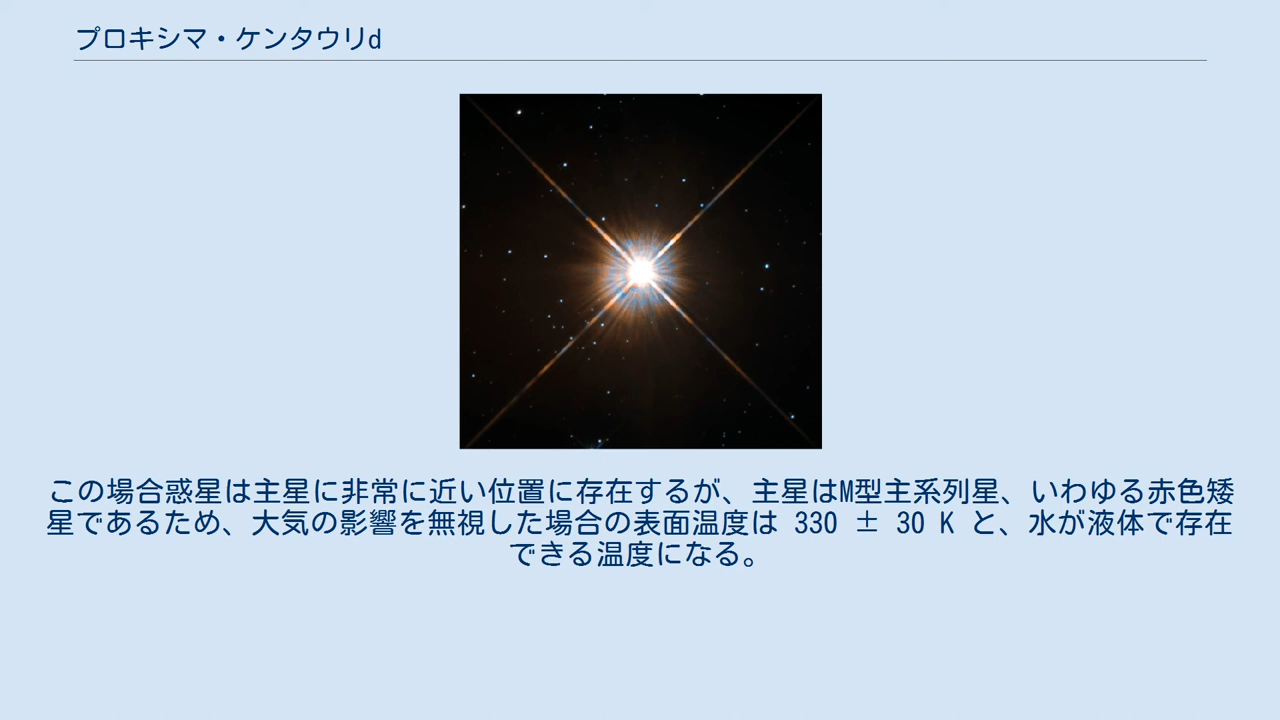 プロキシマ・ケンタウリd
この場合惑星は主星に非常に近い位置に存在するが、主星はM型主系列星、いわゆる赤色矮
星であるため、大気の影響を無視した場合の表面温度は 330 ± 30 K と、水が液体で存在
できる温度になる。